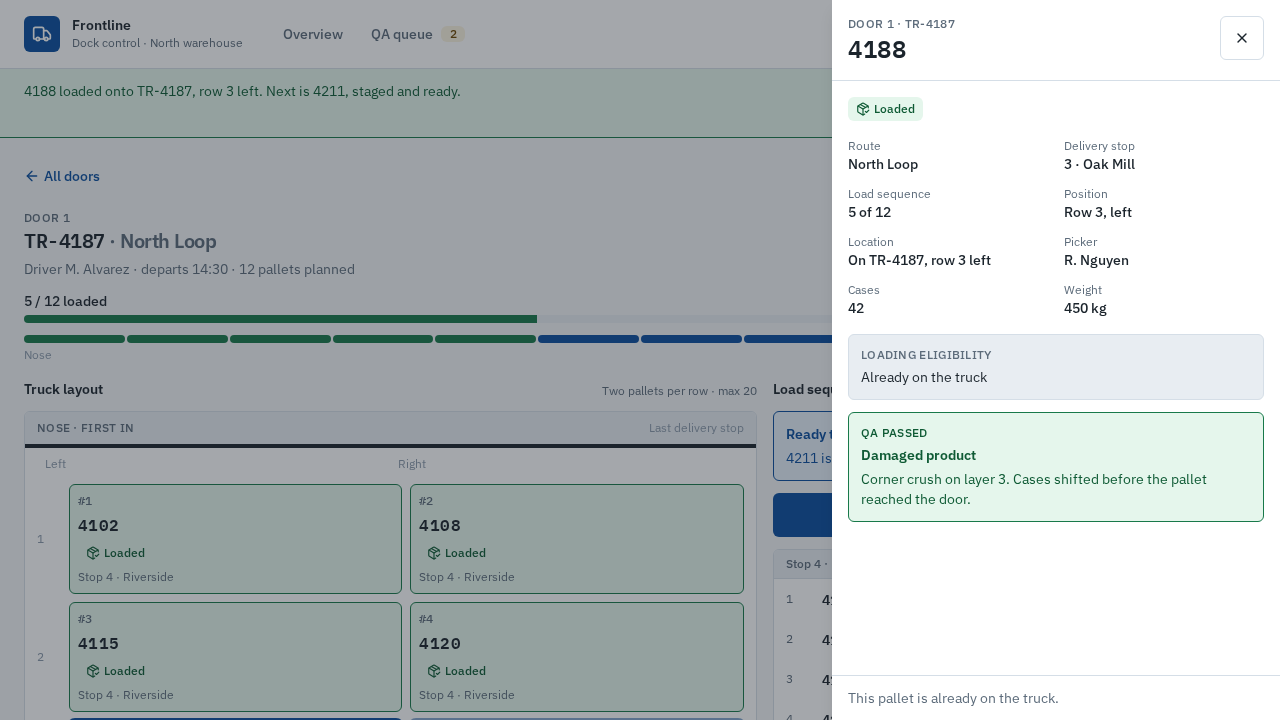 Frontline
Dock control · North warehouse
Overview
QA queue 2
4188 loaded onto TR-4187, row 3 left. Next is 4211, staged and ready.
All doors
DOOR 1
TR-4187 · North Loop
Driver M. Alvarez · departs 14:30 · 12 pallets planned
5 / 12 loaded
Nose
Truck layout
Two pallets per row · max 20
NOSE · FIRST IN
Last delivery stop
Left
Right
1
#1
4102
Loaded
Stop 4 · Riverside
#2
4108
Loaded
Stop 4 · Riverside
2
#3
4115
Loaded
Stop 4 · Riverside
#4
4120
Loaded
Stop 4 · Riverside
Load sequ
Ready t
4211 is
Stop 4 ·
1
2
3
4
DOOR 1 · TR-4187
4188
Loaded
Route
North Loop
Delivery stop
3 · Oak Mill
Load sequence
5 of 12
Position
Row 3, left
Location
On TR-4187, row 3 left
Picker
R. Nguyen
Cases
42
Weight
450 kg
LOADING ELIGIBILITY
Already on the truck
QA PASSED
Damaged product
Corner crush on layer 3. Cases shifted before the pallet
reached the door.
This pallet is already on the truck.